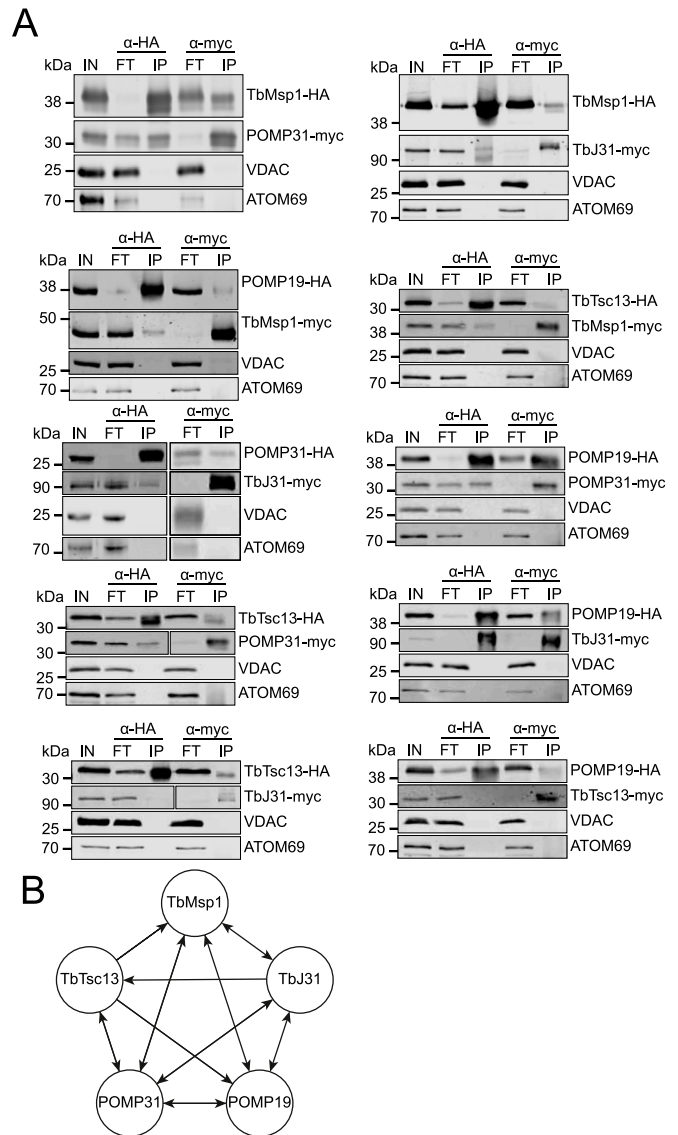 A
α-HA α-myc
kDa IN FT IP FT IP
38 TbMsp1-HA
30 POMP31-myc
25 VDAC
70 ATOM69
α-HA α-myc
kDa IN FT IP FT IP
TbMsp1-HA
38
TbJ31-myc
90
VDAC
25
70 ATOM69
α-HA α-myc
kDa IN FT IP FT IP
38 POMP19-HA
50 TbMsp1-myc
38
VDAC
25
70 ATOM69
α-HA α-myc
kDa IN FT IP FT IP
30 TbTsc13-HA
38 TbMsp1-myc
25 VDAC
70 ATOM69
α-HA α-myc
kDa IN FT IP FT IP
25 POMP31-HA
90 TbJ31-myc
25 VDAC
70 ATOM69
α-HA α-myc
kDa IN FT IP FT IP
38 POMP19-HA
30 POMP31-myc
25 VDAC
70 ATOM69
α-HA α-myc
kDa IN FT IP FT IP
30 TbTsc13-HA
30 POMP31-myc
25 VDAC
70 ATOM69
α-HA α-myc
kDa IN FT IP FT IP
38 POMP19-HA
90 TbJ31-myc
25 VDAC
70 ATOM69
α-HA α-myc
kDa IN FT IP FT IP
30 TbTsc13-HA
90 TbJ31-myc
25 VDAC
70 ATOM69
α-HA α-myc
kDa IN FT IP FT IP
38 POMP19-HA
30 TbTsc13-myc
25 VDAC
70 ATOM69
B
TbMsp1
TbTsc13 TbJ31
POMP31 POMP19